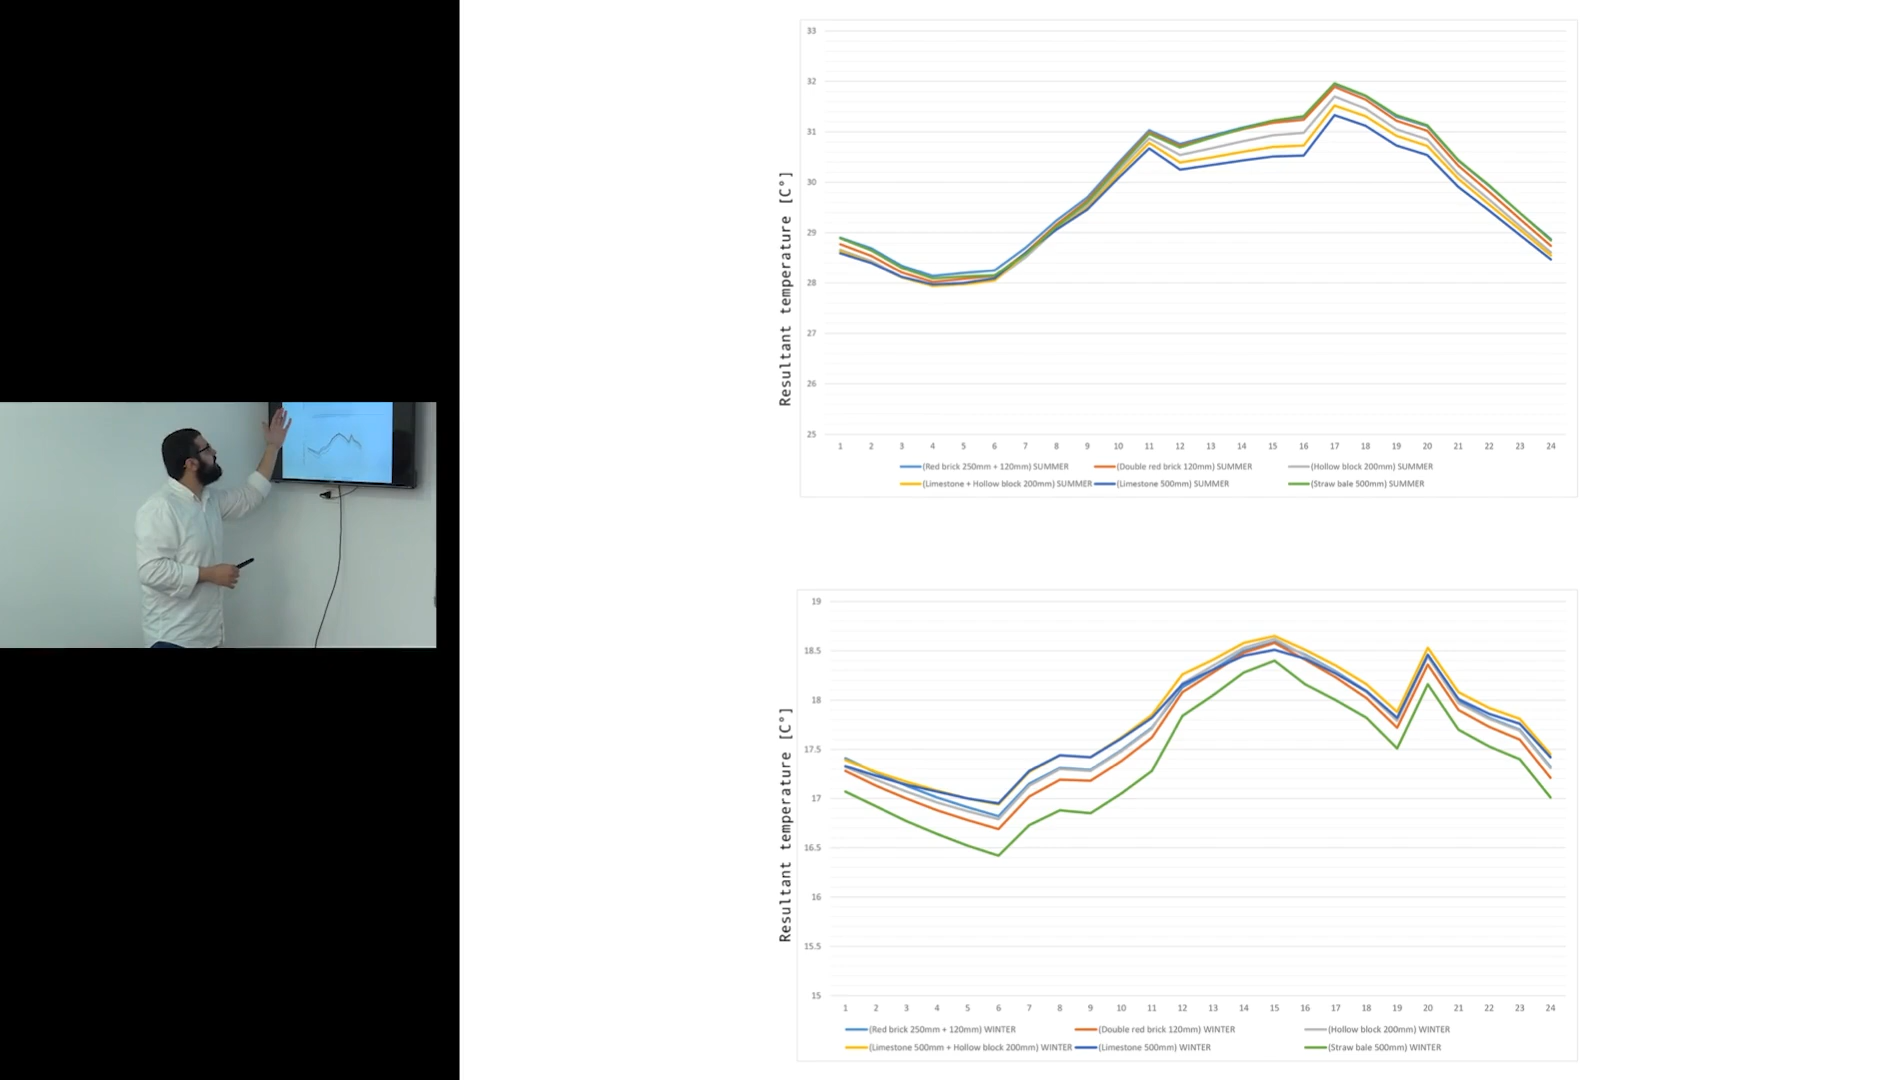 33
32
31
30
29
28
27
26
25
Resultant temperature [C°]
1 2 3 4 5 6 7 8 9 10 11 12 13 14 15 16 17 18 19 20 21 22 23 24
(Red brick 250mm + 120mm) SUMMER (Double red brick 120mm) SUMMER (Hollow block 200mm) SUMMER
(Limestone + Hollow block 200mm) SUMMER (Limestone 500mm) SUMMER (Straw bale 500mm) SUMMER
19
18.5
18
17.5
17
16.5
16
15.5
15
Resultant temperature [C°]
1 2 3 4 5 6 7 8 9 10 11 12 13 14 15 16 17 18 19 20 21 22 23 24
(Red brick 250mm + 120mm) WINTER (Double red brick 120mm) WINTER (Hollow block 200mm) WINTER
(Limestone 500mm + Hollow block 200mm) WINTER (Limestone 500mm) WINTER (Straw bale 500mm) WINTER